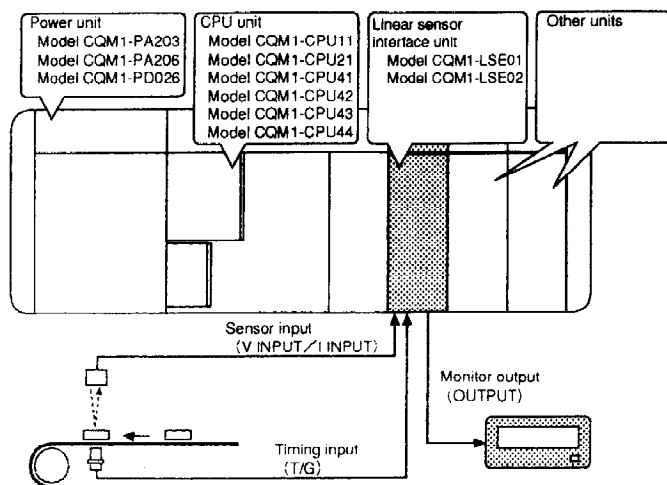 Power unit
Model CQM1-PA203
Model CQM1-PA206
Model CQM1-PD026
CPU unit
Model CQM1-CPU11
Model CQM1-CPU21
Model CQM1-CPU41
Model CQM1-CPU42
Model CQM1-CPU43
Model CQM1-CPU44
Linear sensor
interface unit
Model CQM1-LSE01
Model CQM1-LSE02
Other units
Sensor input
(V INPUT/I INPUT)
Monitor output
(OUTPUT)
Timing input
(T/G)